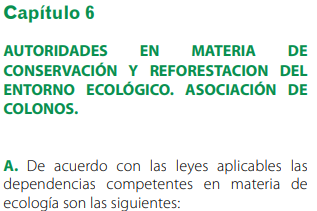 Capítulo 6
AUTORIDADES EN MATERIA DE
CONSERVACIÓN Y REFORESTACION DEL
ENTORNO ECOLÓGICO. ASOCIACIÓN DE
COLONOS.
A. De acuerdo con las leyes aplicables las
dependencias competentes en materia de
ecología son las siguientes: